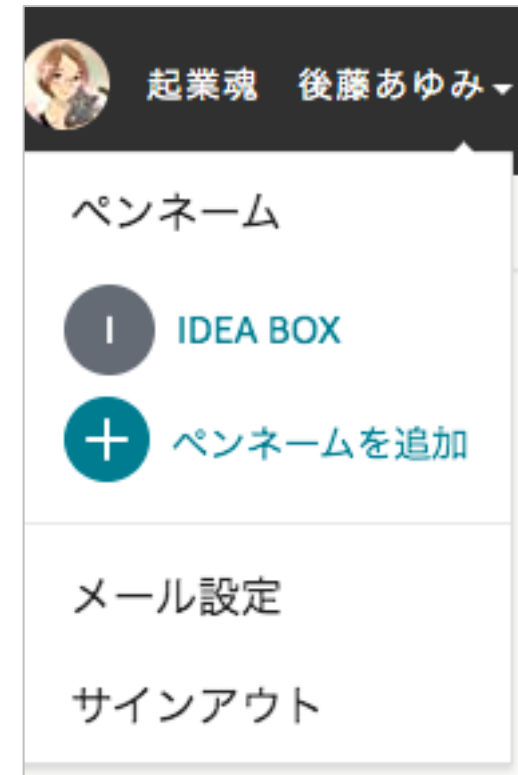 起業魂 後藤あゆみ
ペンネーム
I IDEA BOX
ペンネームを追加
メール設定
サインアウト